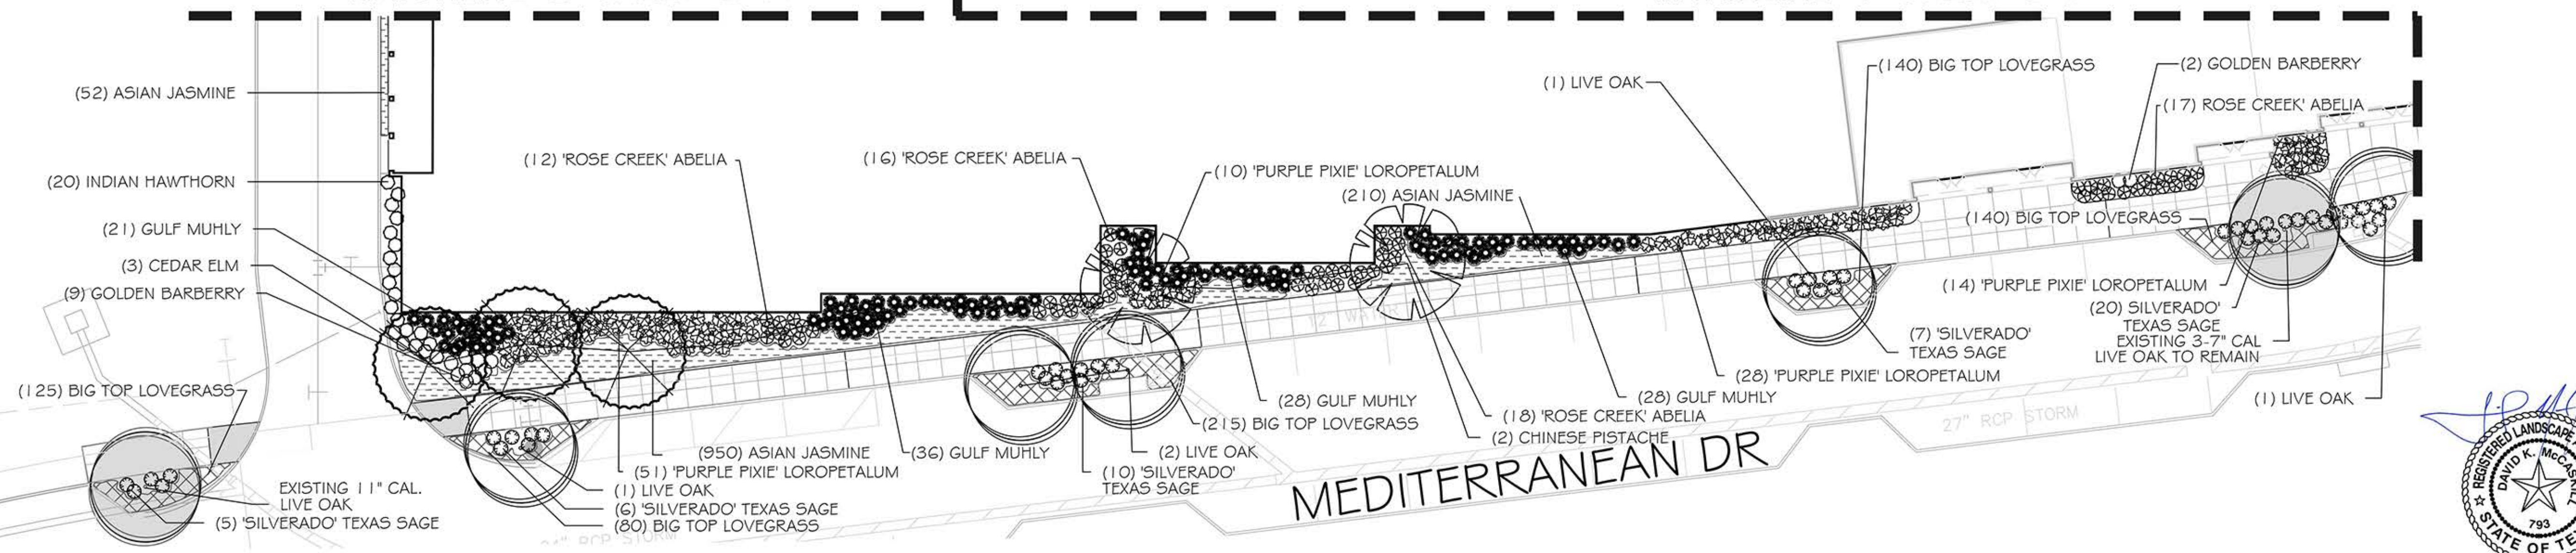 (52) ASIAN JASMINE
(20) INDIAN HAWTHORN
(21) GULF MUHLY
(3) CEDAR ELM
(9) GOLDEN BARBERRY
(125) BIG TOP LOVEGRASS
EXISTING 11" CAL.
LIVE OAK
(5) 'SILVERADO' TEXAS SAGE
(12) 'ROSE CREEK' ABELIA
(16) 'ROSE CREEK' ABELIA
(10) 'PURPLE PIXIE' LOROPETALUM
(210) ASIAN JASMINE
(1) LIVE OAK
(140) BIG TOP LOVEGRASS
(2) GOLDEN BARBERRY
(17) ROSE CREEK' ABELIA
(140) BIG TOP LOVEGRASS
(14) 'PURPLE PIXIE' LOROPETALUM
(20) SILVERADO'
TEXAS SAGE
EXISTING 3-7" CAL
LIVE OAK TO REMAIN
(1) LIVE OAK
(7) 'SILVERADO'
TEXAS SAGE
(28) 'PURPLE PIXIE' LOROPETALUM
(28) GULF MUHLY
(18) 'ROSE CREEK' ABELIA
(2) CHINESE PISTACHE
(28) GULF MUHLY
(215) BIG TOP LOVEGRASS
(2) LIVE OAK
(10) 'SILVERADO'
TEXAS SAGE
(36) GULF MUHLY
(950) ASIAN JASMINE
(51) 'PURPLE PIXIE' LOROPETALUM
(1) LIVE OAK
(6) 'SILVERADO' TEXAS SAGE
(80) BIG TOP LOVEGRASS
12" WATER
27" RCP STORM
RCP STORM
MEDITERRANEAN DR
REGISTERED LANDSCAPE
DAVID K.
793
STATE OF